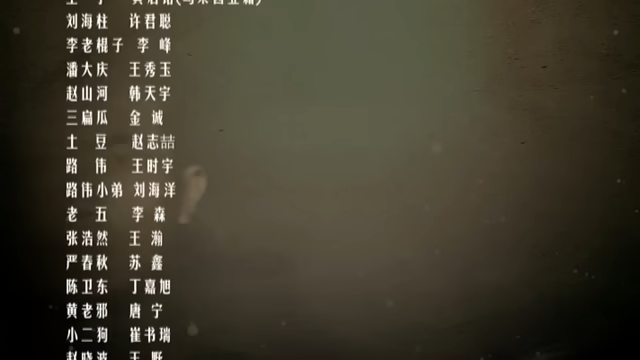 刘海柱 许君聪
李老棍子 李峰
潘大庆 王秀玉
赵山河 韩天宇
三扁瓜 金诚
土豆 赵志喆
路伟 王时宇
路伟小弟 刘海洋
老五 李森
张浩然 王瀚
严春秋 苏鑫
陈卫东 丁嘉旭
黄老邪 唐宁
小二狗 崔书瑞